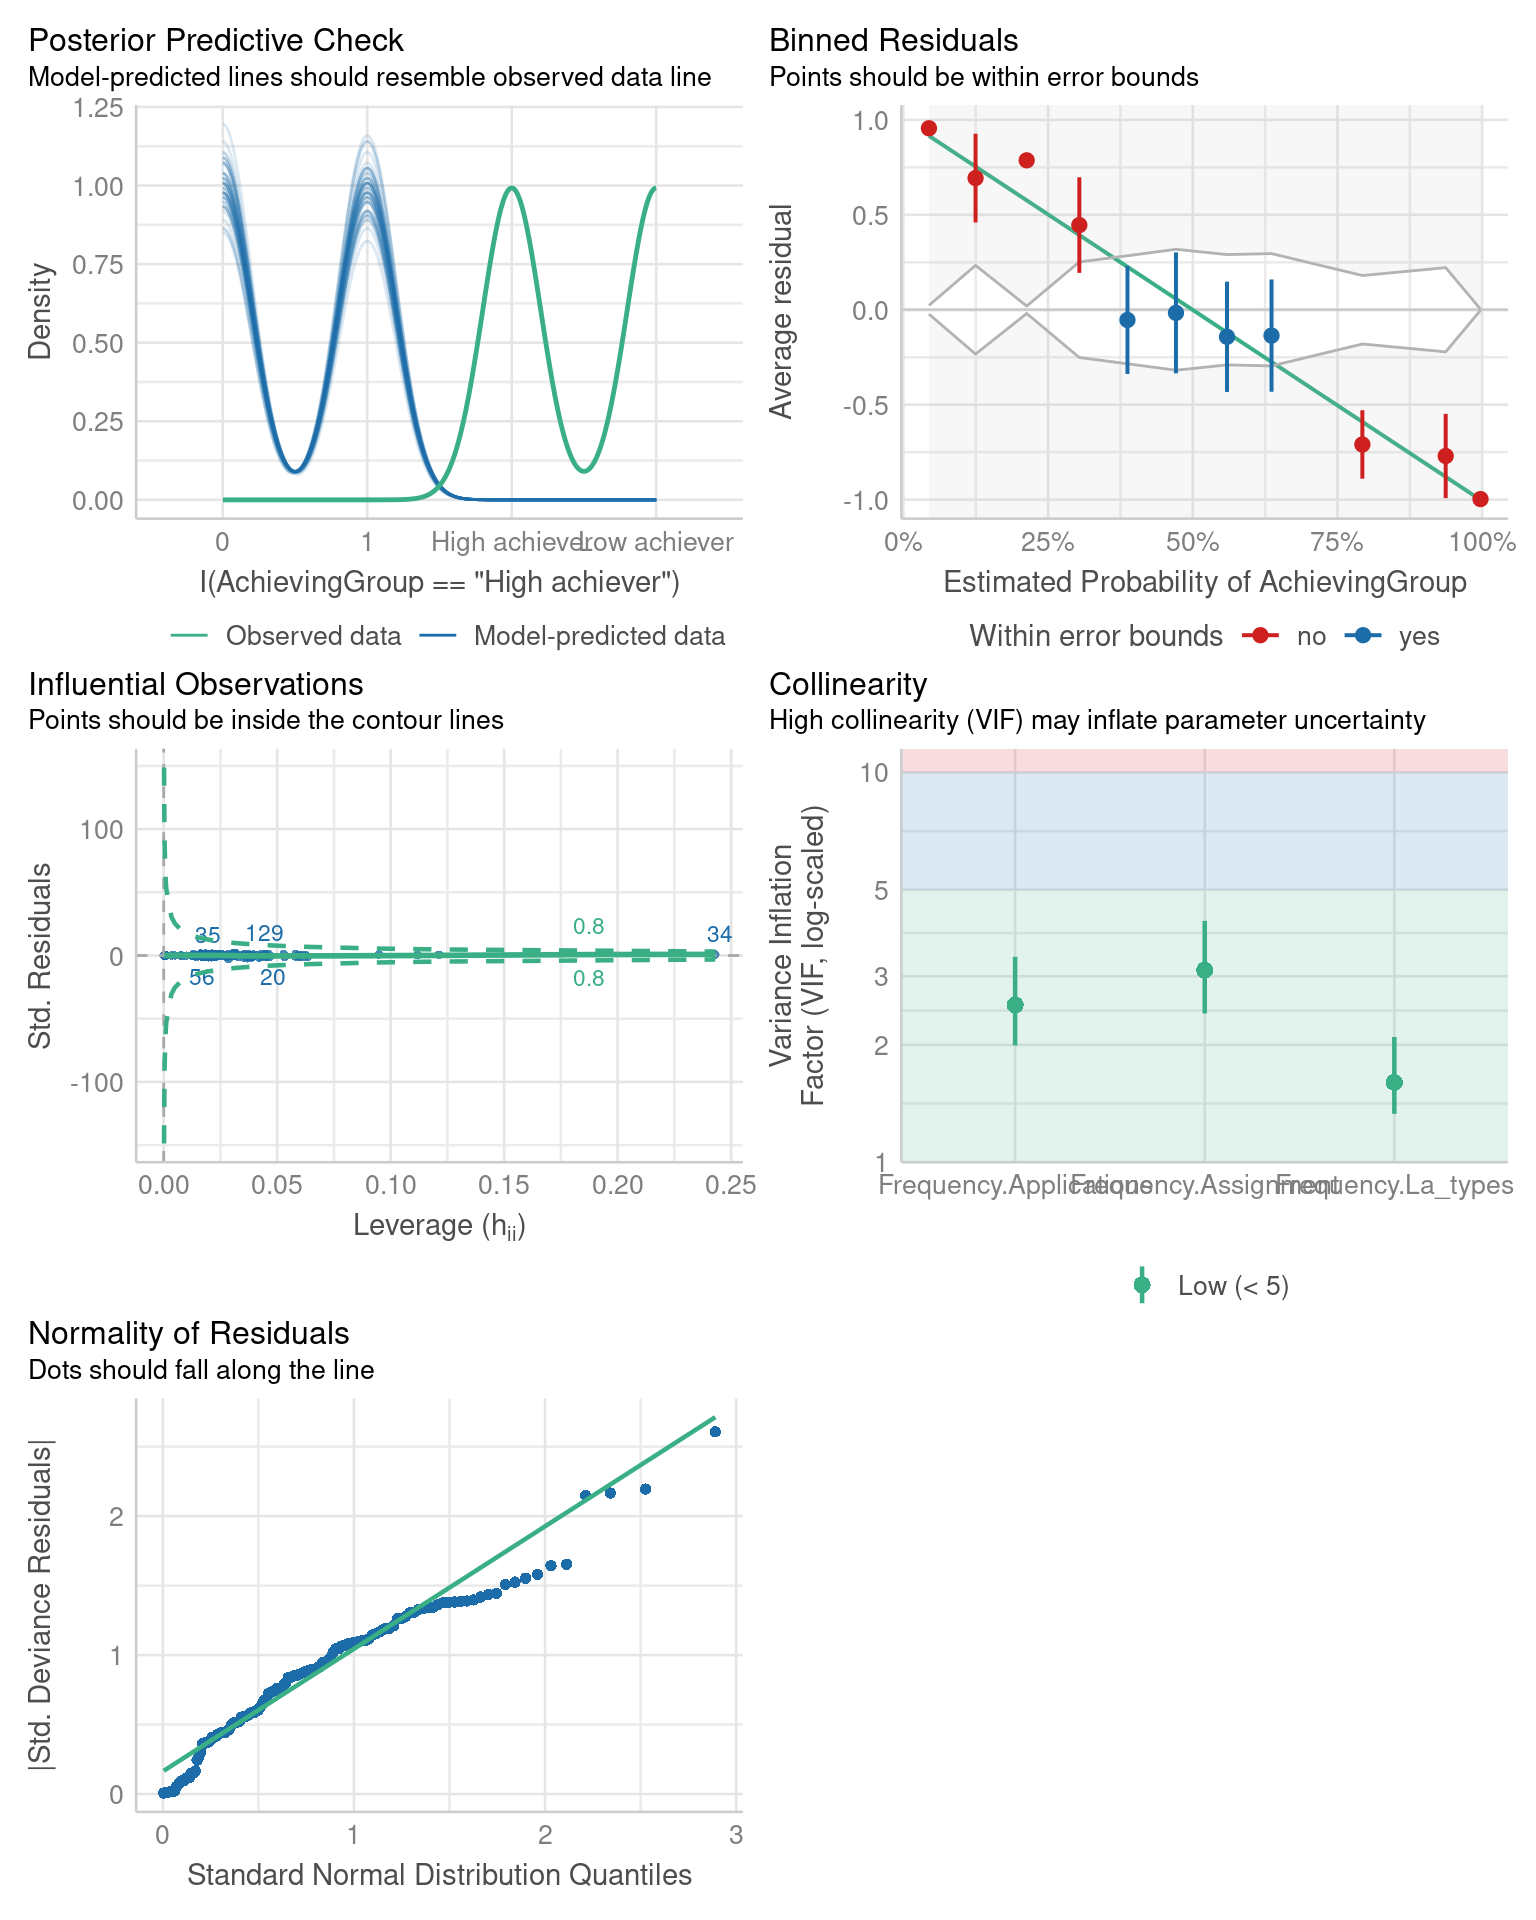 Posterior Predictive Check
Model-predicted lines should resemble observed data line
1.25
1.00
0.75
0.50
0.25
0.00
Density
0 1 High achiever Low achiever
I(AchievingGroup == "High achiever")
Observed data Model-predicted data
Binned Residuals
Points should be within error bounds
1.0
0.5
0.0
-0.5
-1.0
Average residual
0% 25% 50% 75% 100%
Estimated Probability of AchievingGroup
Within error bounds no yes
Influential Observations
Points should be inside the contour lines
100
0
-100
Std. Residuals
35 129 0.8 34
56 20 0.8
0.00 0.05 0.10 0.15 0.20 0.25
Leverage (hii)
Collinearity
High collinearity (VIF) may inflate parameter uncertainty
10
5
3
2
1
Variance Inflation
Factor (VIF, log-scaled)
Frequency.Applications Frequency.Assignment Frequency.La_types
Low (< 5)
Normality of Residuals
Dots should fall along the line
2
1
0
|Std. Deviance Residuals|
0 1 2 3
Standard Normal Distribution Quantiles